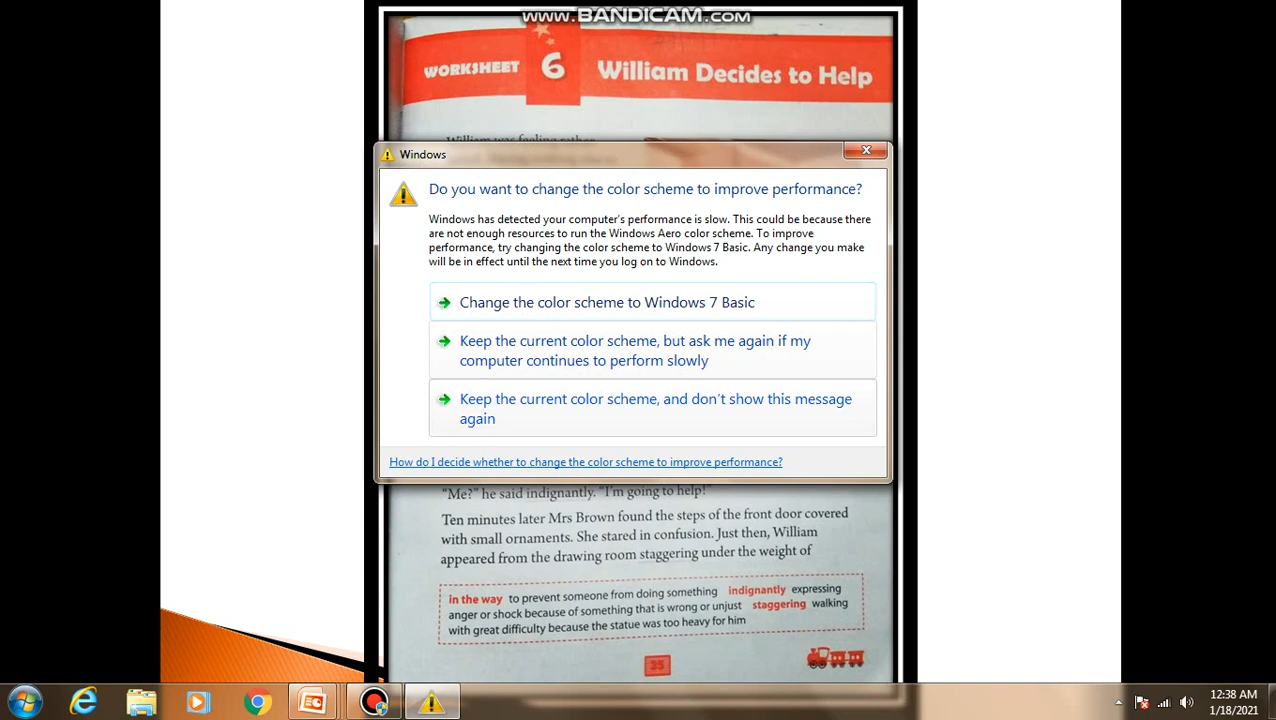 www.BANDICAM.com
WORKSHEET 6 William Decides to Help
William was feeling rather
Windows
Do you want to change the color scheme to improve performance?
Windows has detected your computer's performance is slow. This could be because there
are not enough resources to run the Windows Aero color scheme. To improve
performance, try changing the color scheme to Windows 7 Basic. Any change you make
will be in effect until the next time you log on to Windows.
Change the color scheme to Windows 7 Basic
Keep the current color scheme, but ask me again if my
computer continues to perform slowly
Keep the current color scheme, and don't show this message
again
How do I decide whether to change the color scheme to improve performance?
"Me?" he said indignantly. "I'm going to help!"
Ten minutes later Mrs Brown found the steps of the front door covered
with small ornaments. She stared in confusion. Just then, William
appeared from the drawing room staggering under the weight of
in the way to prevent someone from doing something indignantly expressing
anger or shock because of something that is wrong or unjust staggering walking
with great difficulty because the statue was too heavy for him
25
12:38 AM
1/18/2021